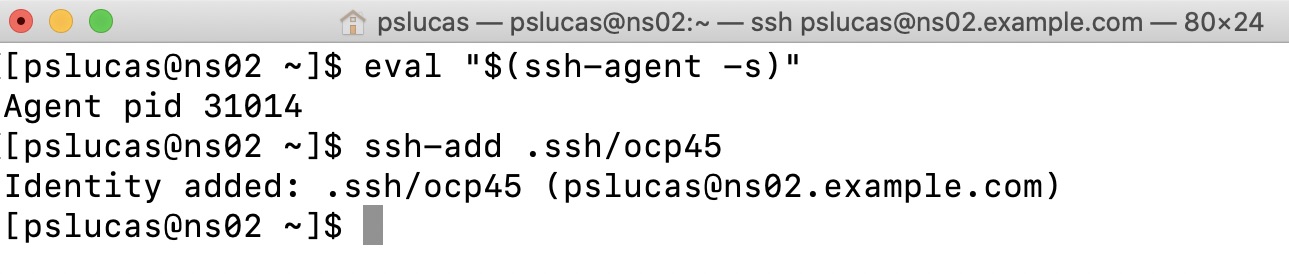 pslucas — pslucas@ns02:~ — ssh pslucas@ns02.example.com — 80×24
[pslucas@ns02 ~]$ eval "$(ssh-agent -s)"
Agent pid 31014
[pslucas@ns02 ~]$ ssh-add .ssh/ocp45
Identity added: .ssh/ocp45 (pslucas@ns02.example.com)
[pslucas@ns02 ~]$